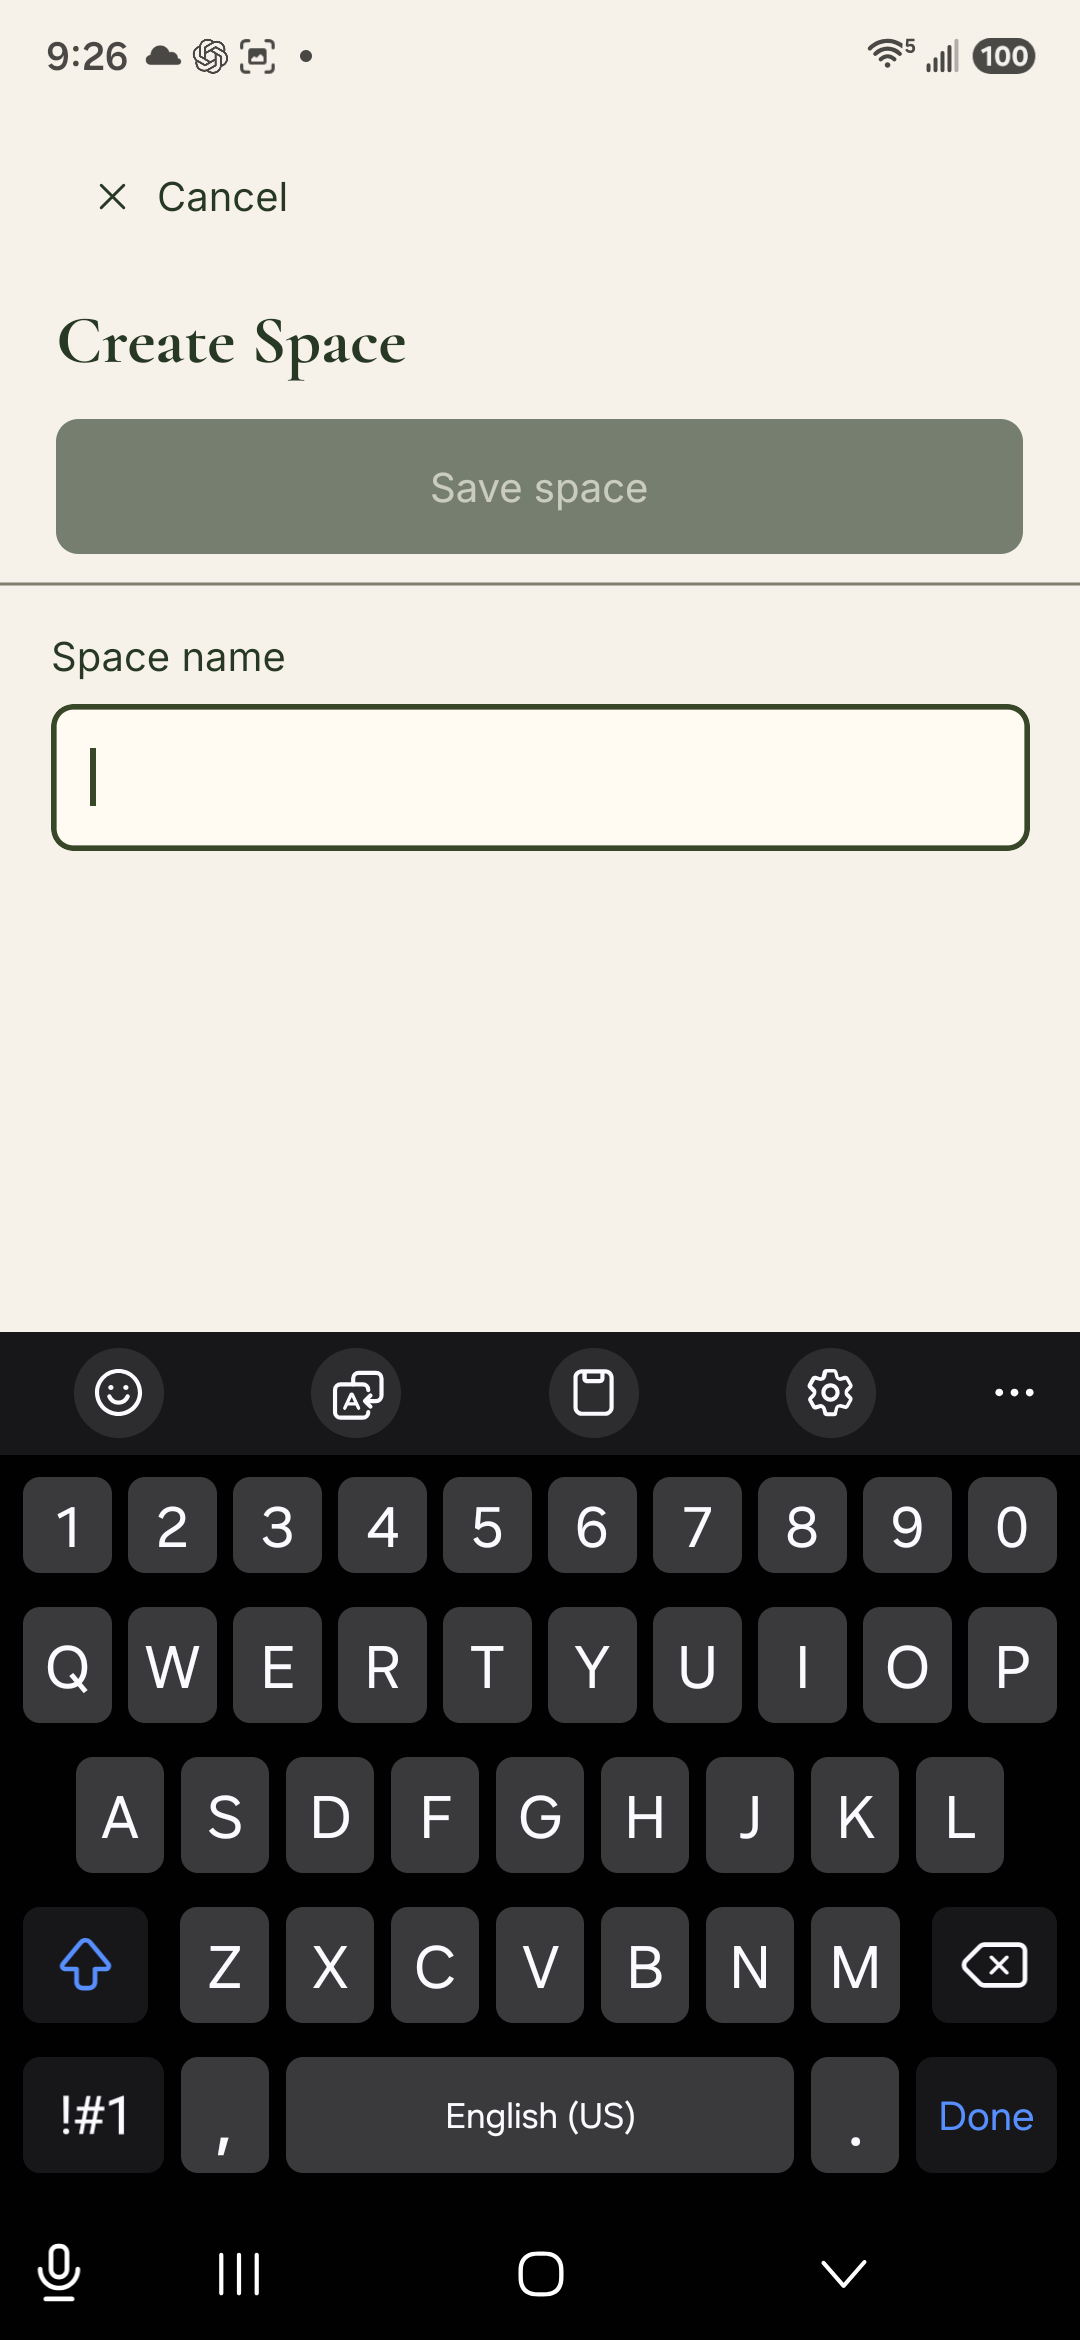 9:26
5
100
Cancel
Create Space
Save space
Space name
1 2 3 4 5 6 7 8 9 0
Q W E R T Y U I O P
A S D F G H J K L
Z X C V B N M
!#1 , English (US) . Done